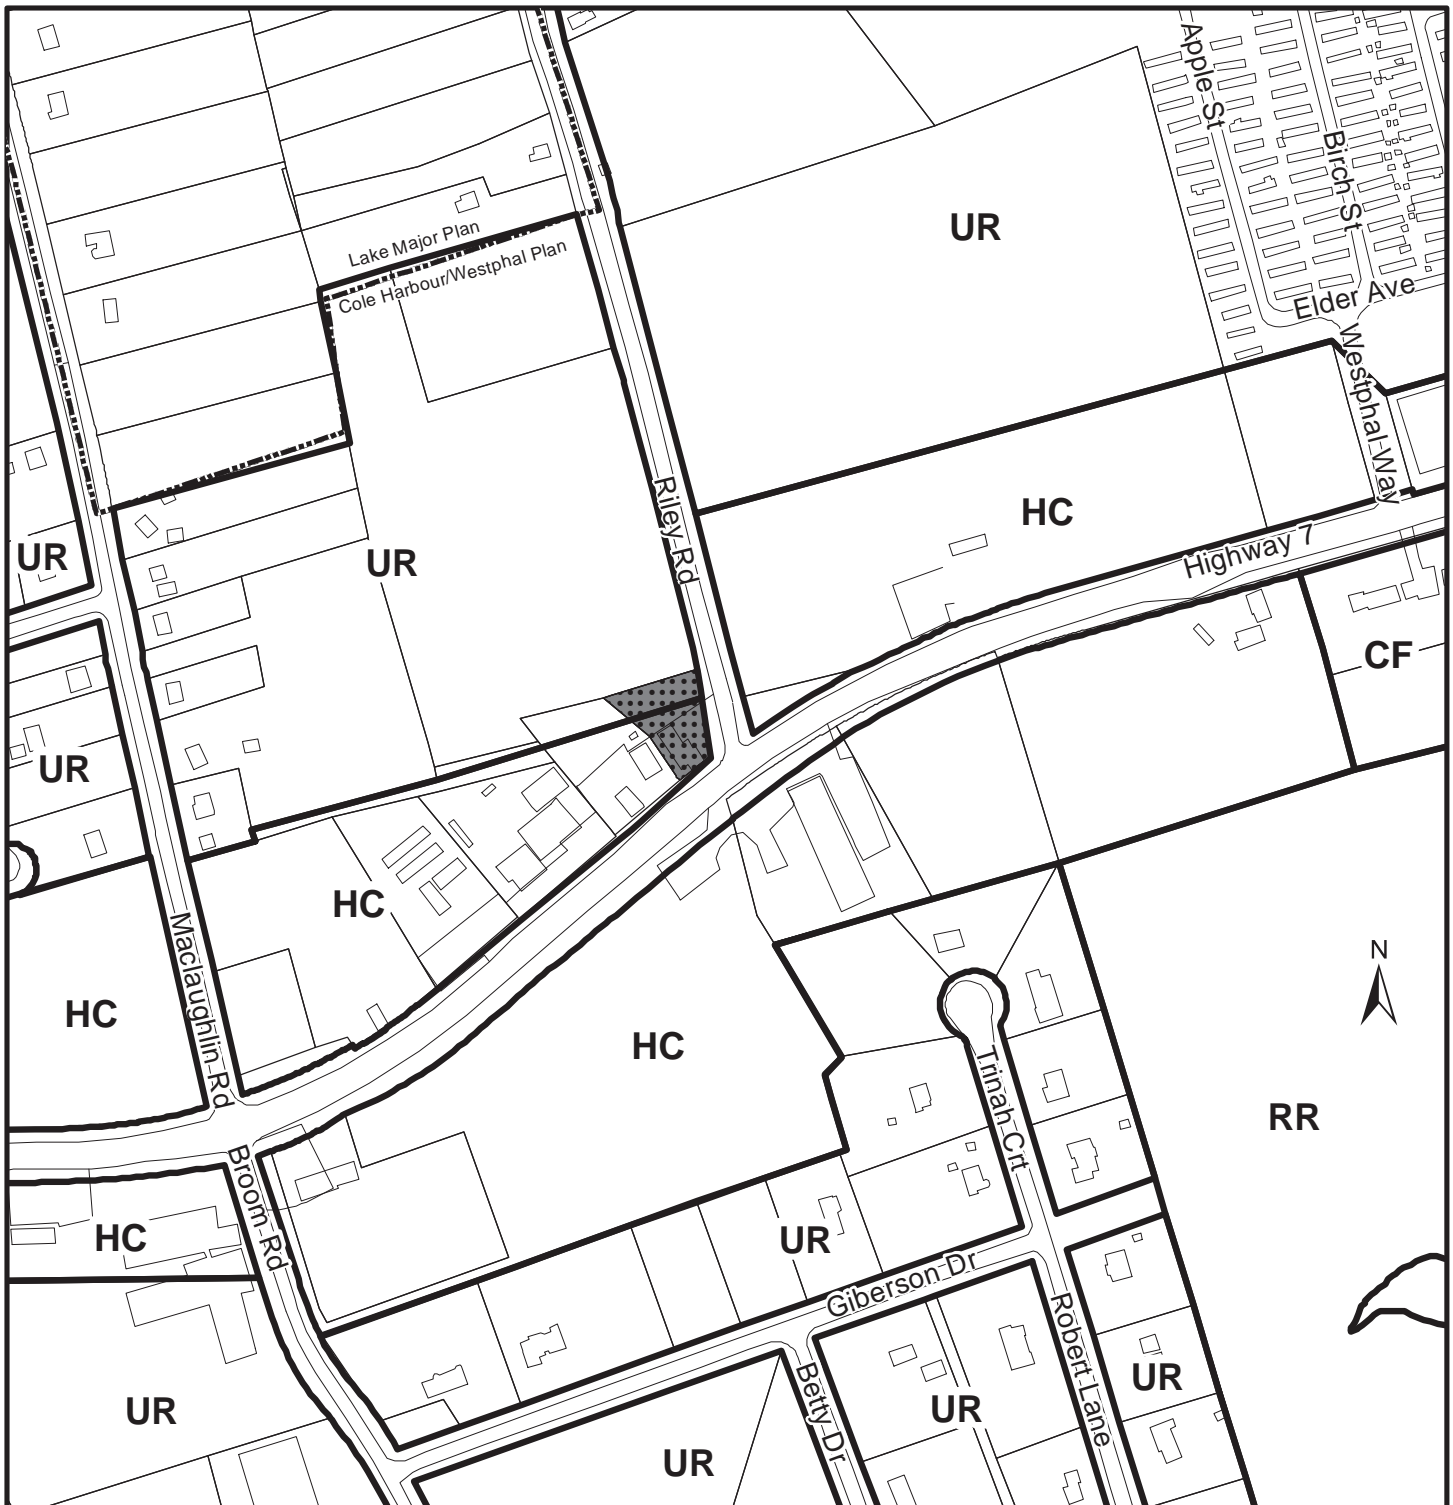 Apple St
Birch St
UR
Lake Major Plan
Cole Harbour/Westphal Plan
Elder Ave
Westphal Way
Riley Rd
HC
Highway 7
UR
UR
CF
UR
HC
Maclaughlin Rd
N
HC
HC
Trinah Crt
RR
Broom Rd
HC
UR
Giberson Dr
Robert Lane
Betty Dr
UR
UR
UR
UR